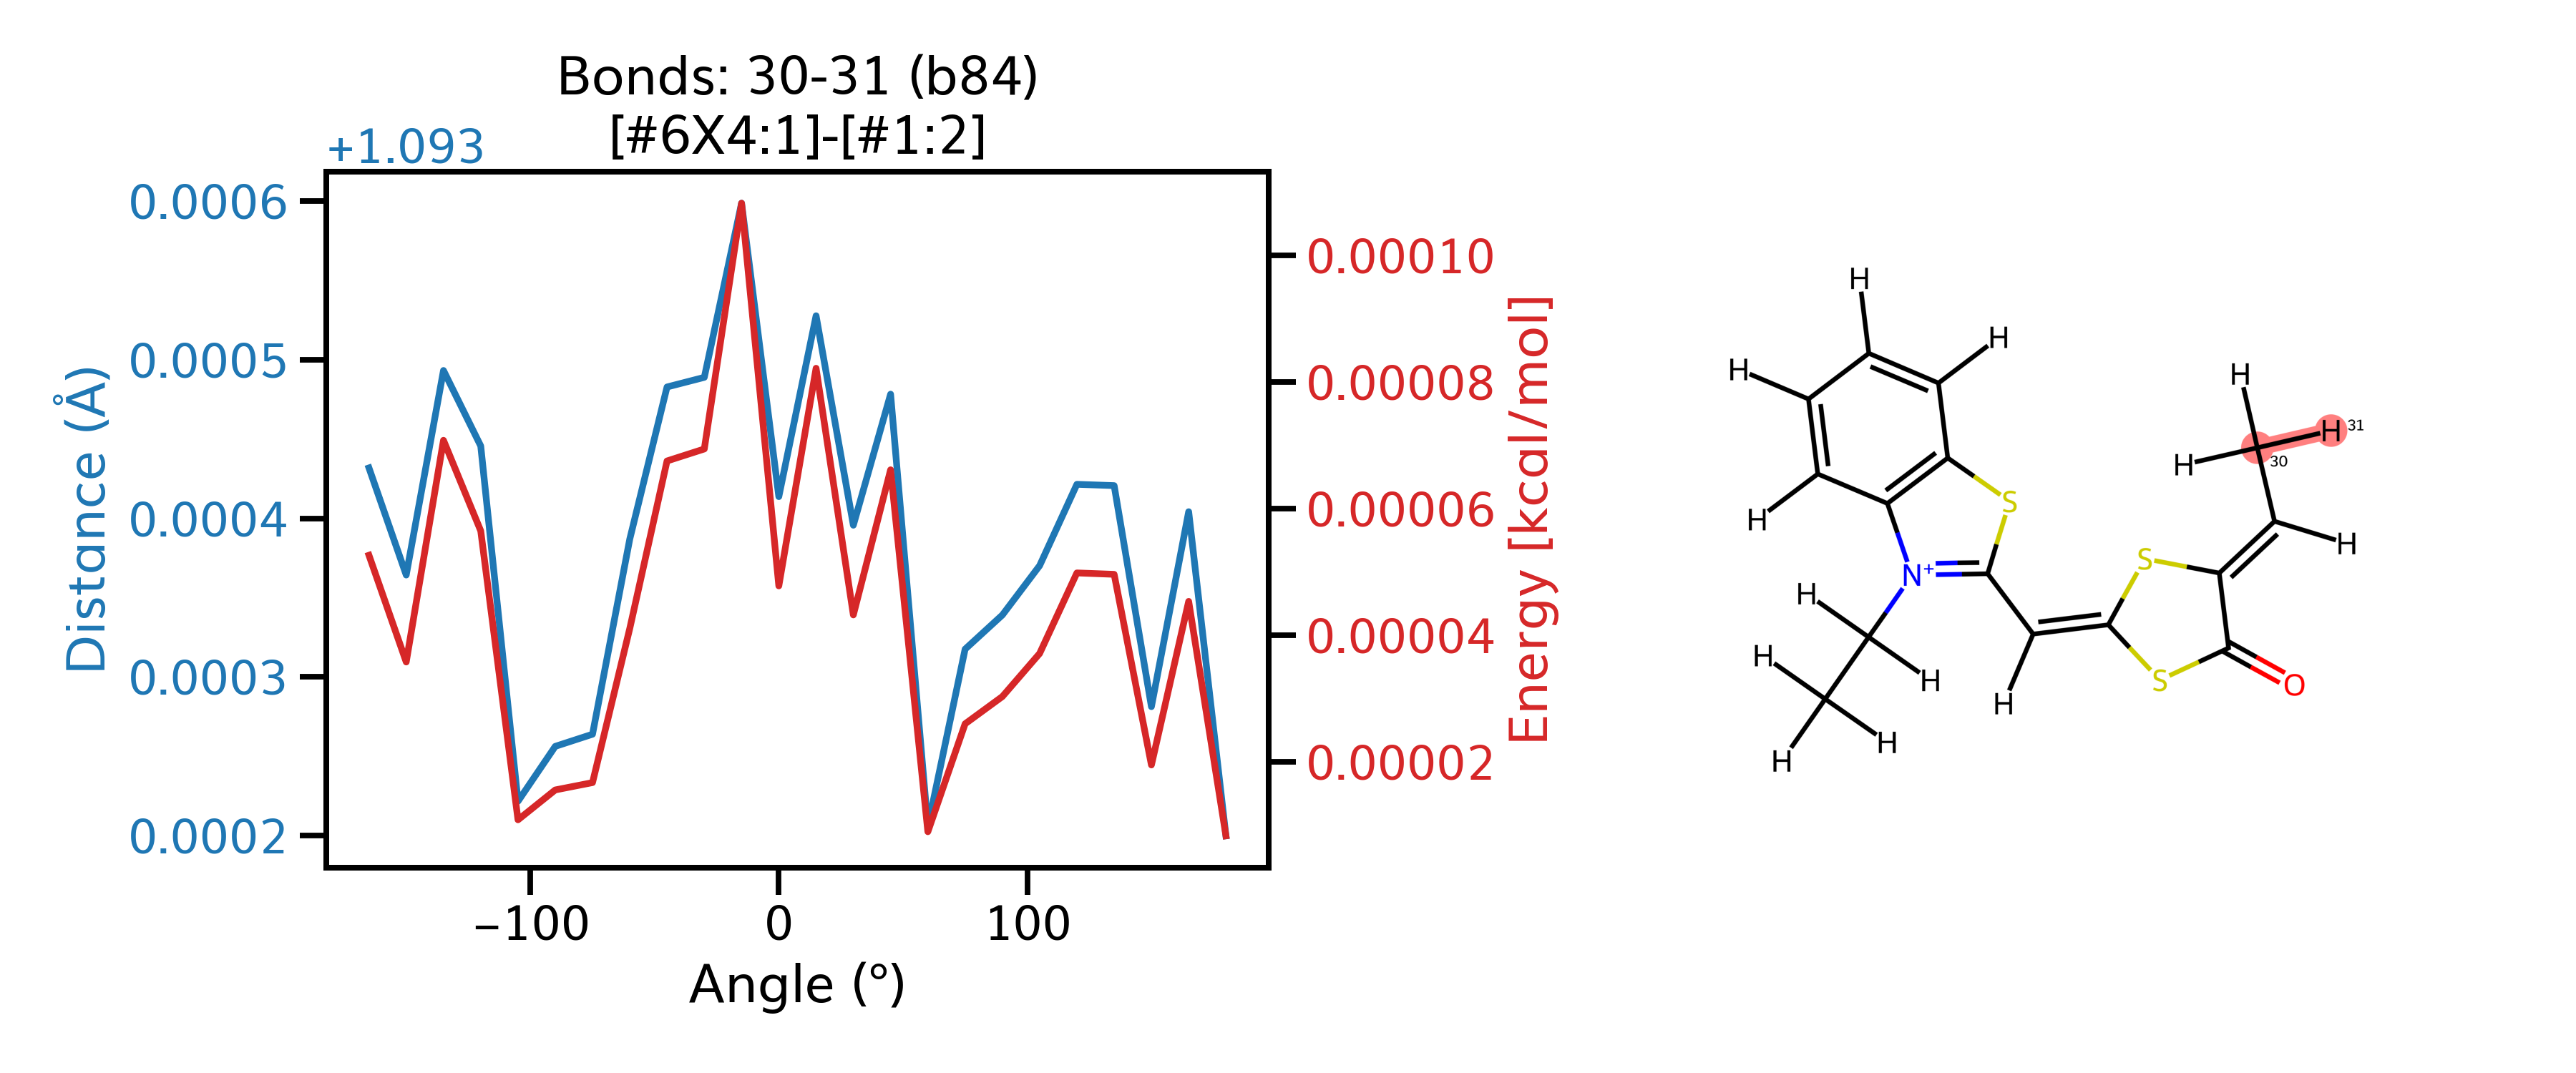 Bonds: 30-31 (b84)
[#6X4:1]-[#1:2]
+1.093
0.0006
0.0005
0.0004
0.0003
0.0002
Distance (Å)
0.00010
0.00008
0.00006
0.00004
0.00002
Energy [kcal/mol]
−100 0 100
Angle (°)
H
H
H
H
H
H 31
H
30
H
S
H
S
N+
H
H
H
S
O
H
H
H